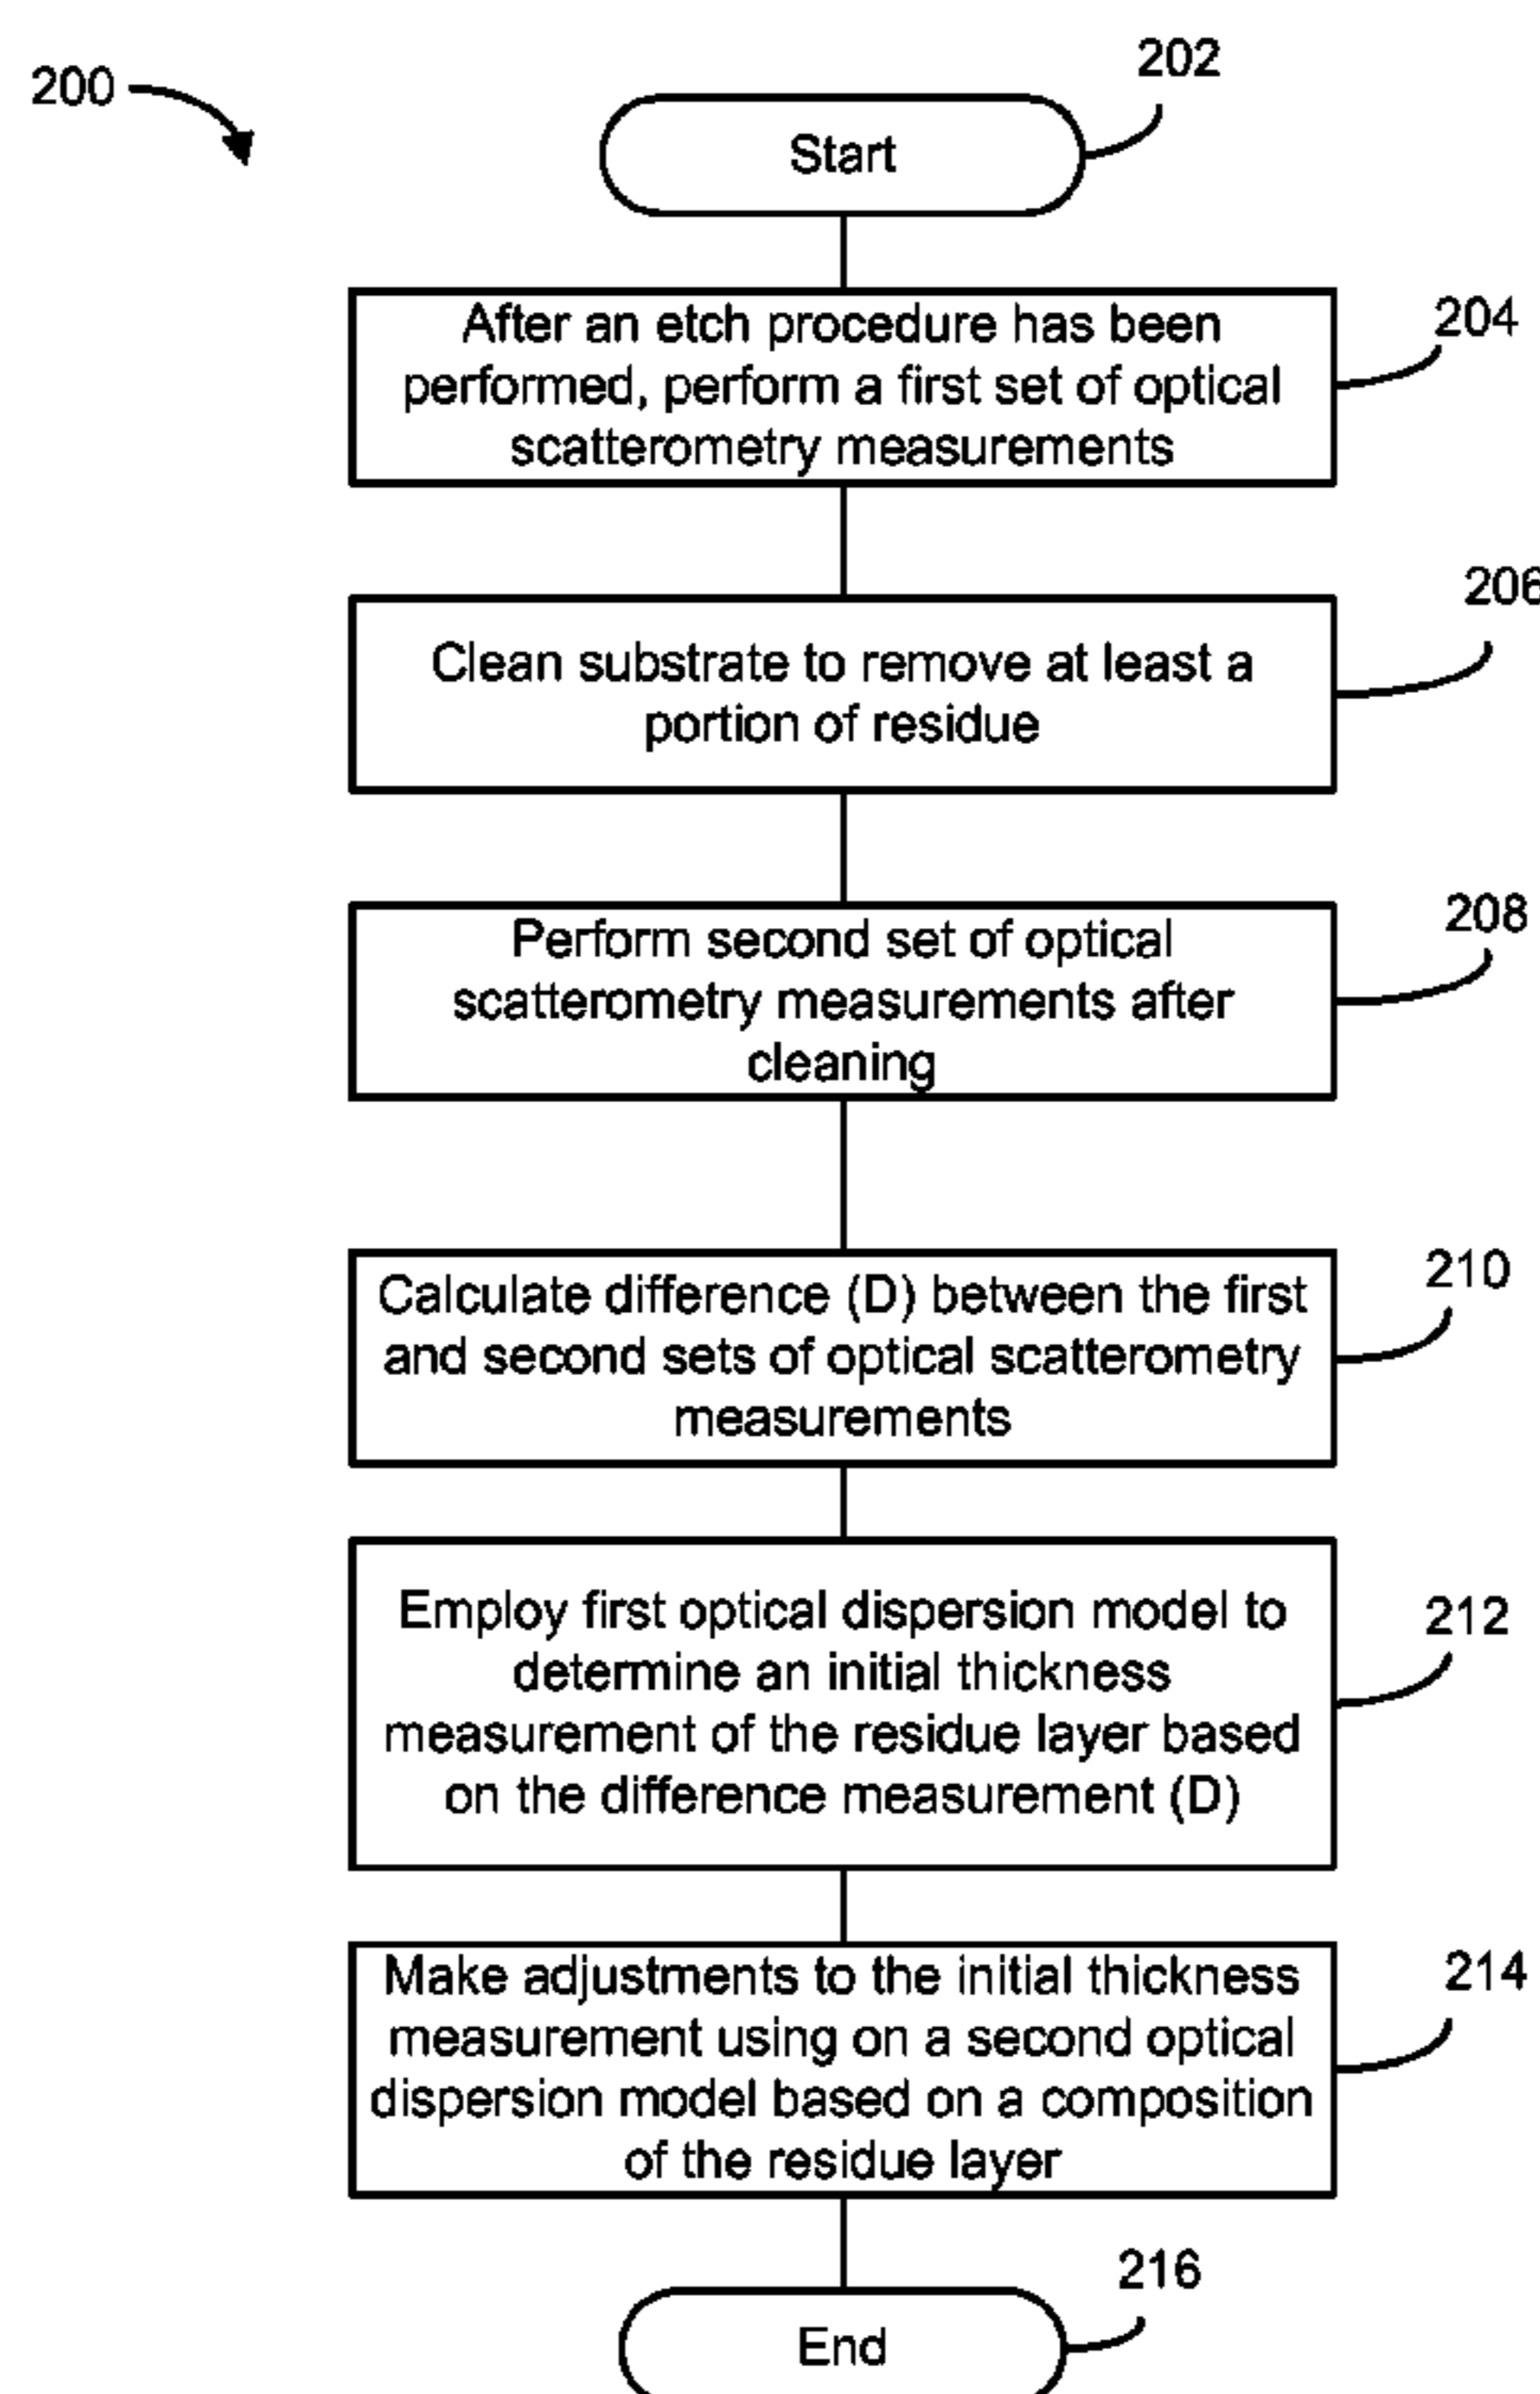 200
202
Start
204
After an etch procedure has been
performed, perform a first set of optical
scatterometry measurements
206
Clean substrate to remove at least a
portion of residue
208
Perform second set of optical
scatterometry measurements after
cleaning
210
Calculate difference (D) between the first
and second sets of optical scatterometry
measurements
212
Employ first optical dispersion model to
determine an initial thickness
measurement of the residue layer based
on the difference measurement (D)
214
Make adjustments to the initial thickness
measurement using on a second optical
dispersion model based on a composition
of the residue layer
216
End